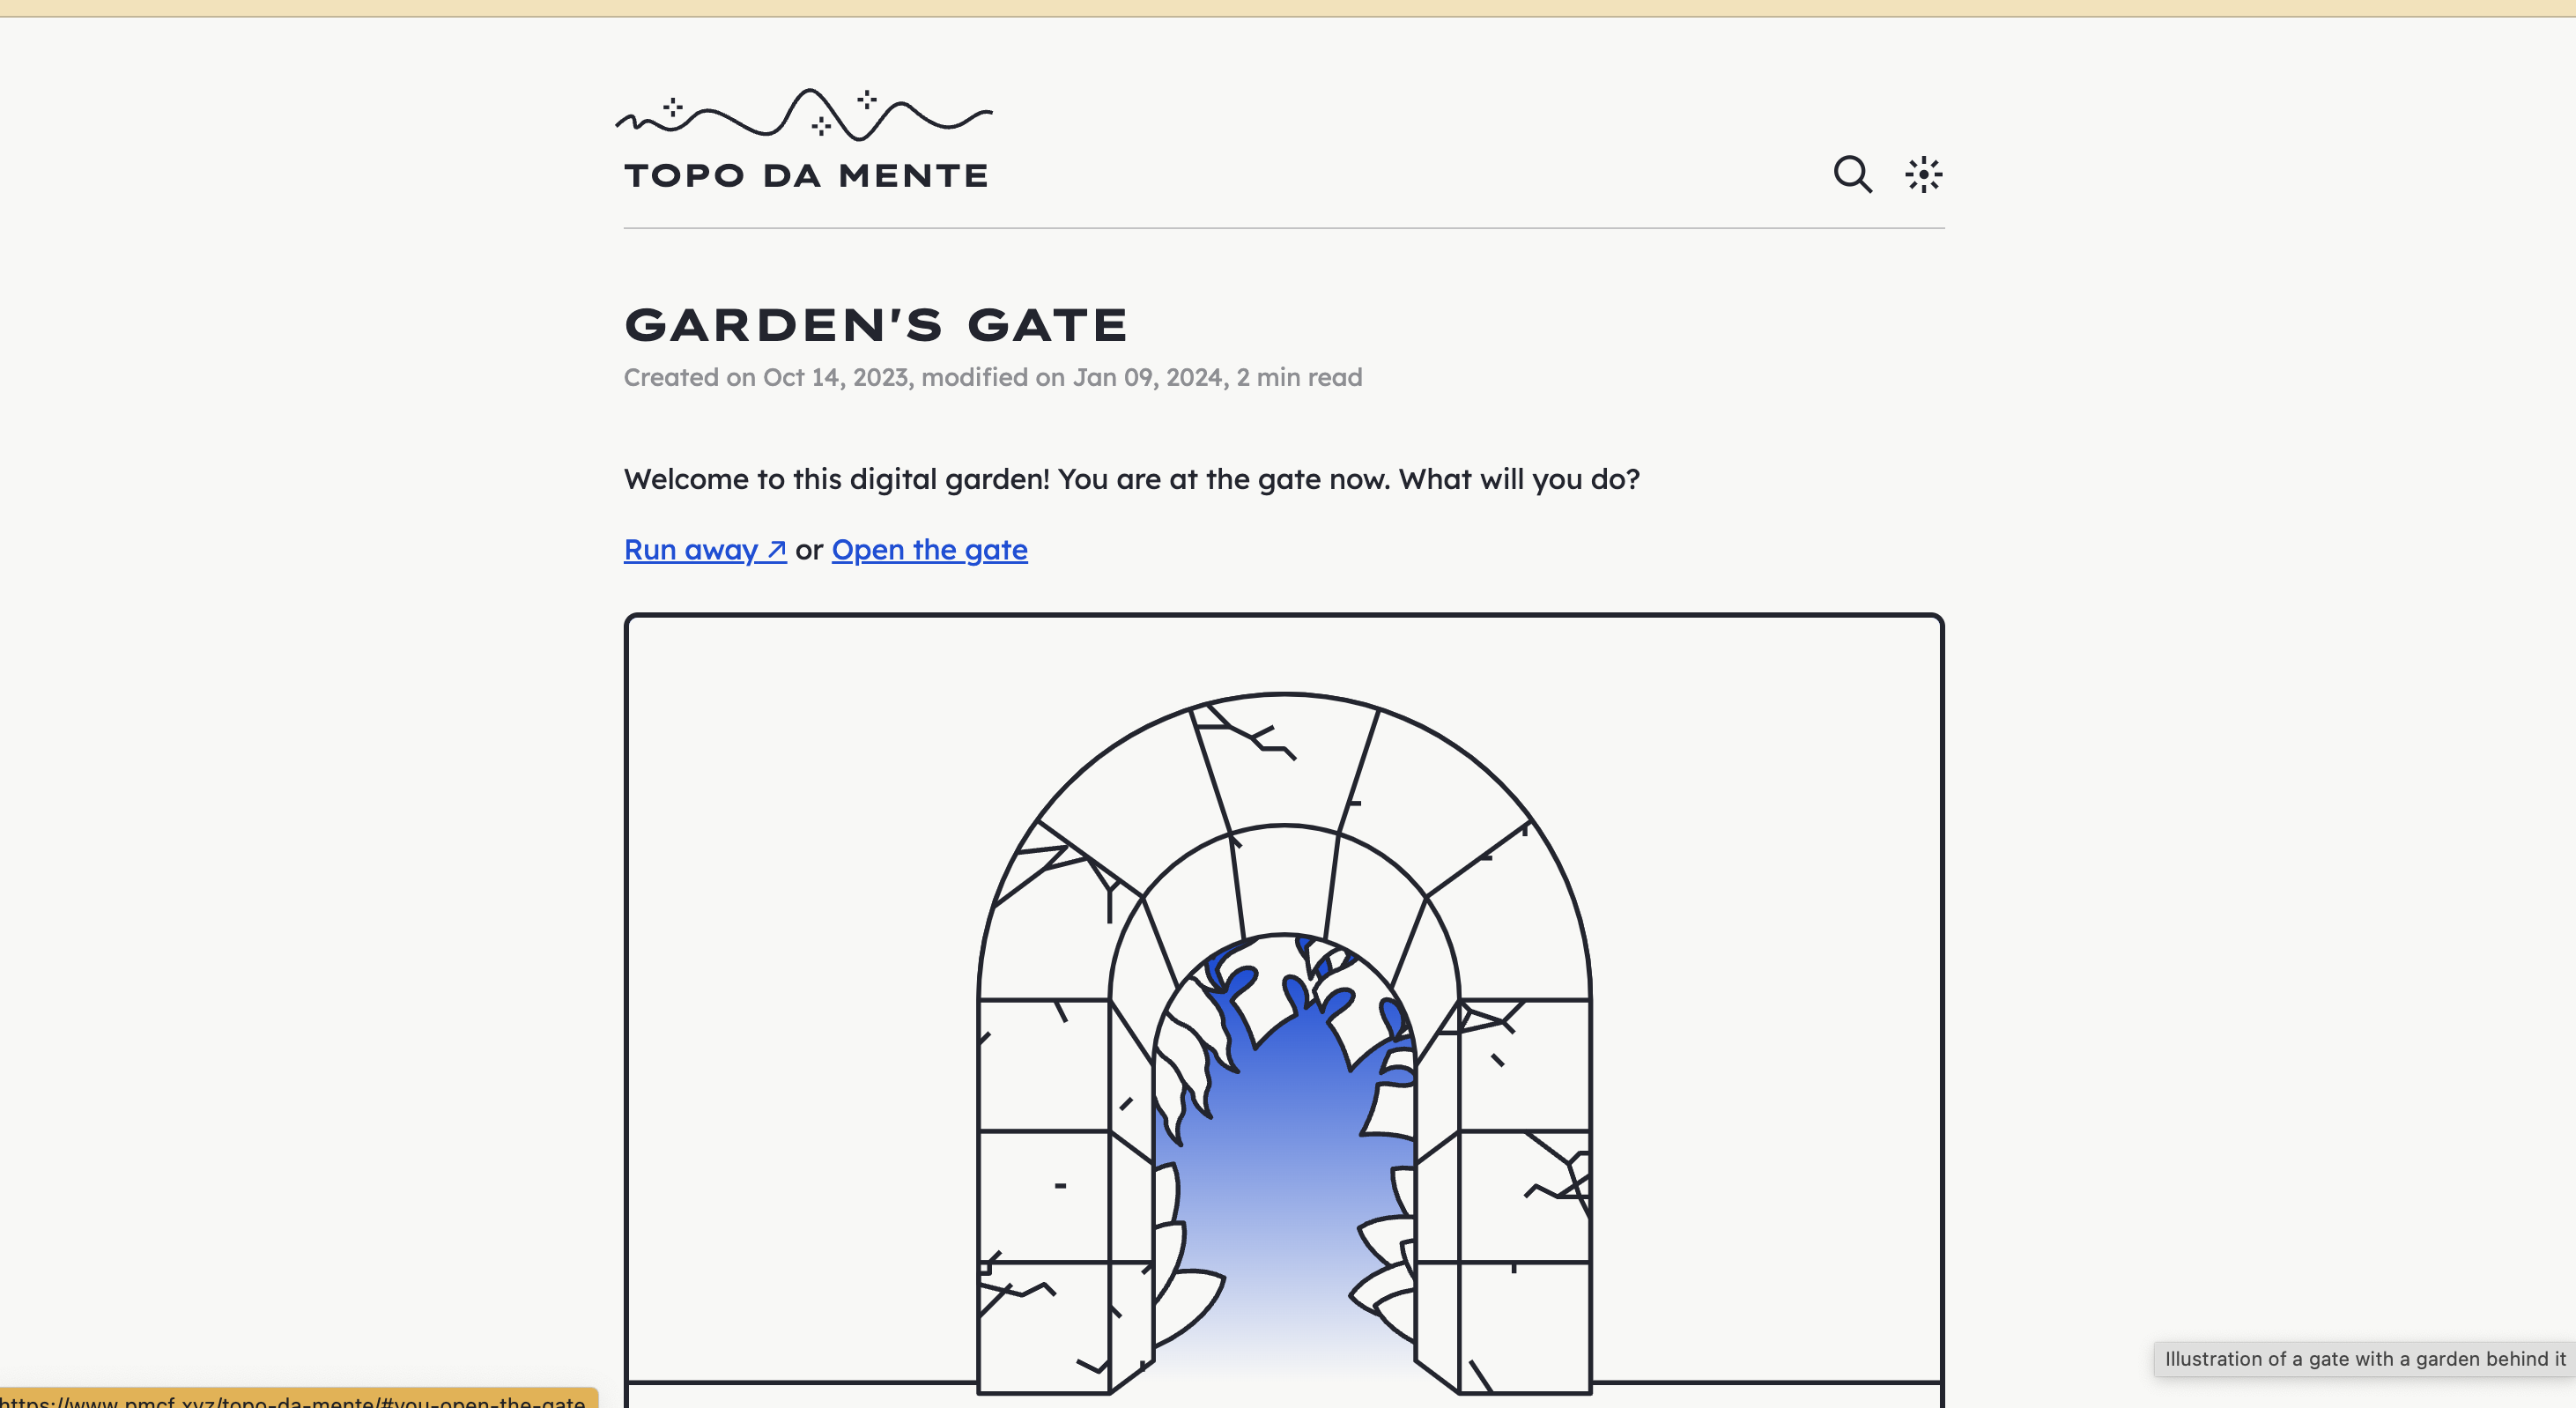 TOPO DA MENTE
GARDEN'S GATE
Created on Oct 14, 2023, modified on Jan 09, 2024, 2 min read
Welcome to this digital garden! You are at the gate now. What will you do?
Run away ↗ or Open the gate
Illustration of a gate with a garden behind it
https://www.pmcf.xyz/topo-da-mente/#you-open-the-gate